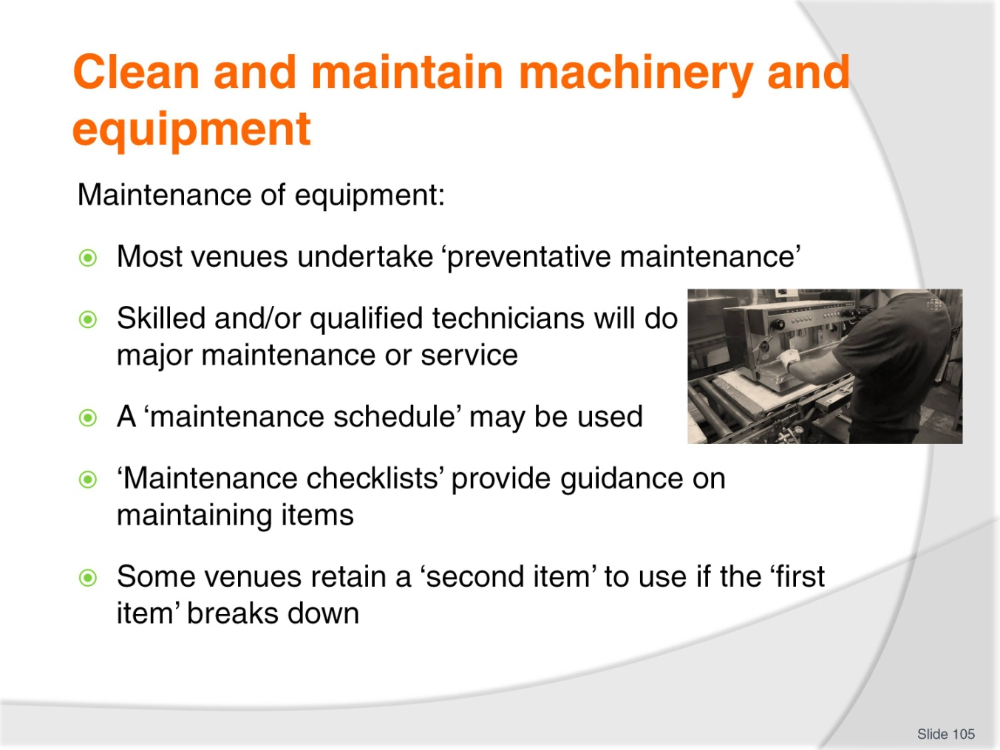 Clean and maintain machinery and
equipment
Maintenance of equipment:
Most venues undertake ‘preventative maintenance’
Skilled and/or qualified technicians will do
major maintenance or service
A ‘maintenance schedule’ may be used
‘Maintenance checklists’ provide guidance on
maintaining items
Some venues retain a ‘second item’ to use if the ‘first
item’ breaks down
Slide 105